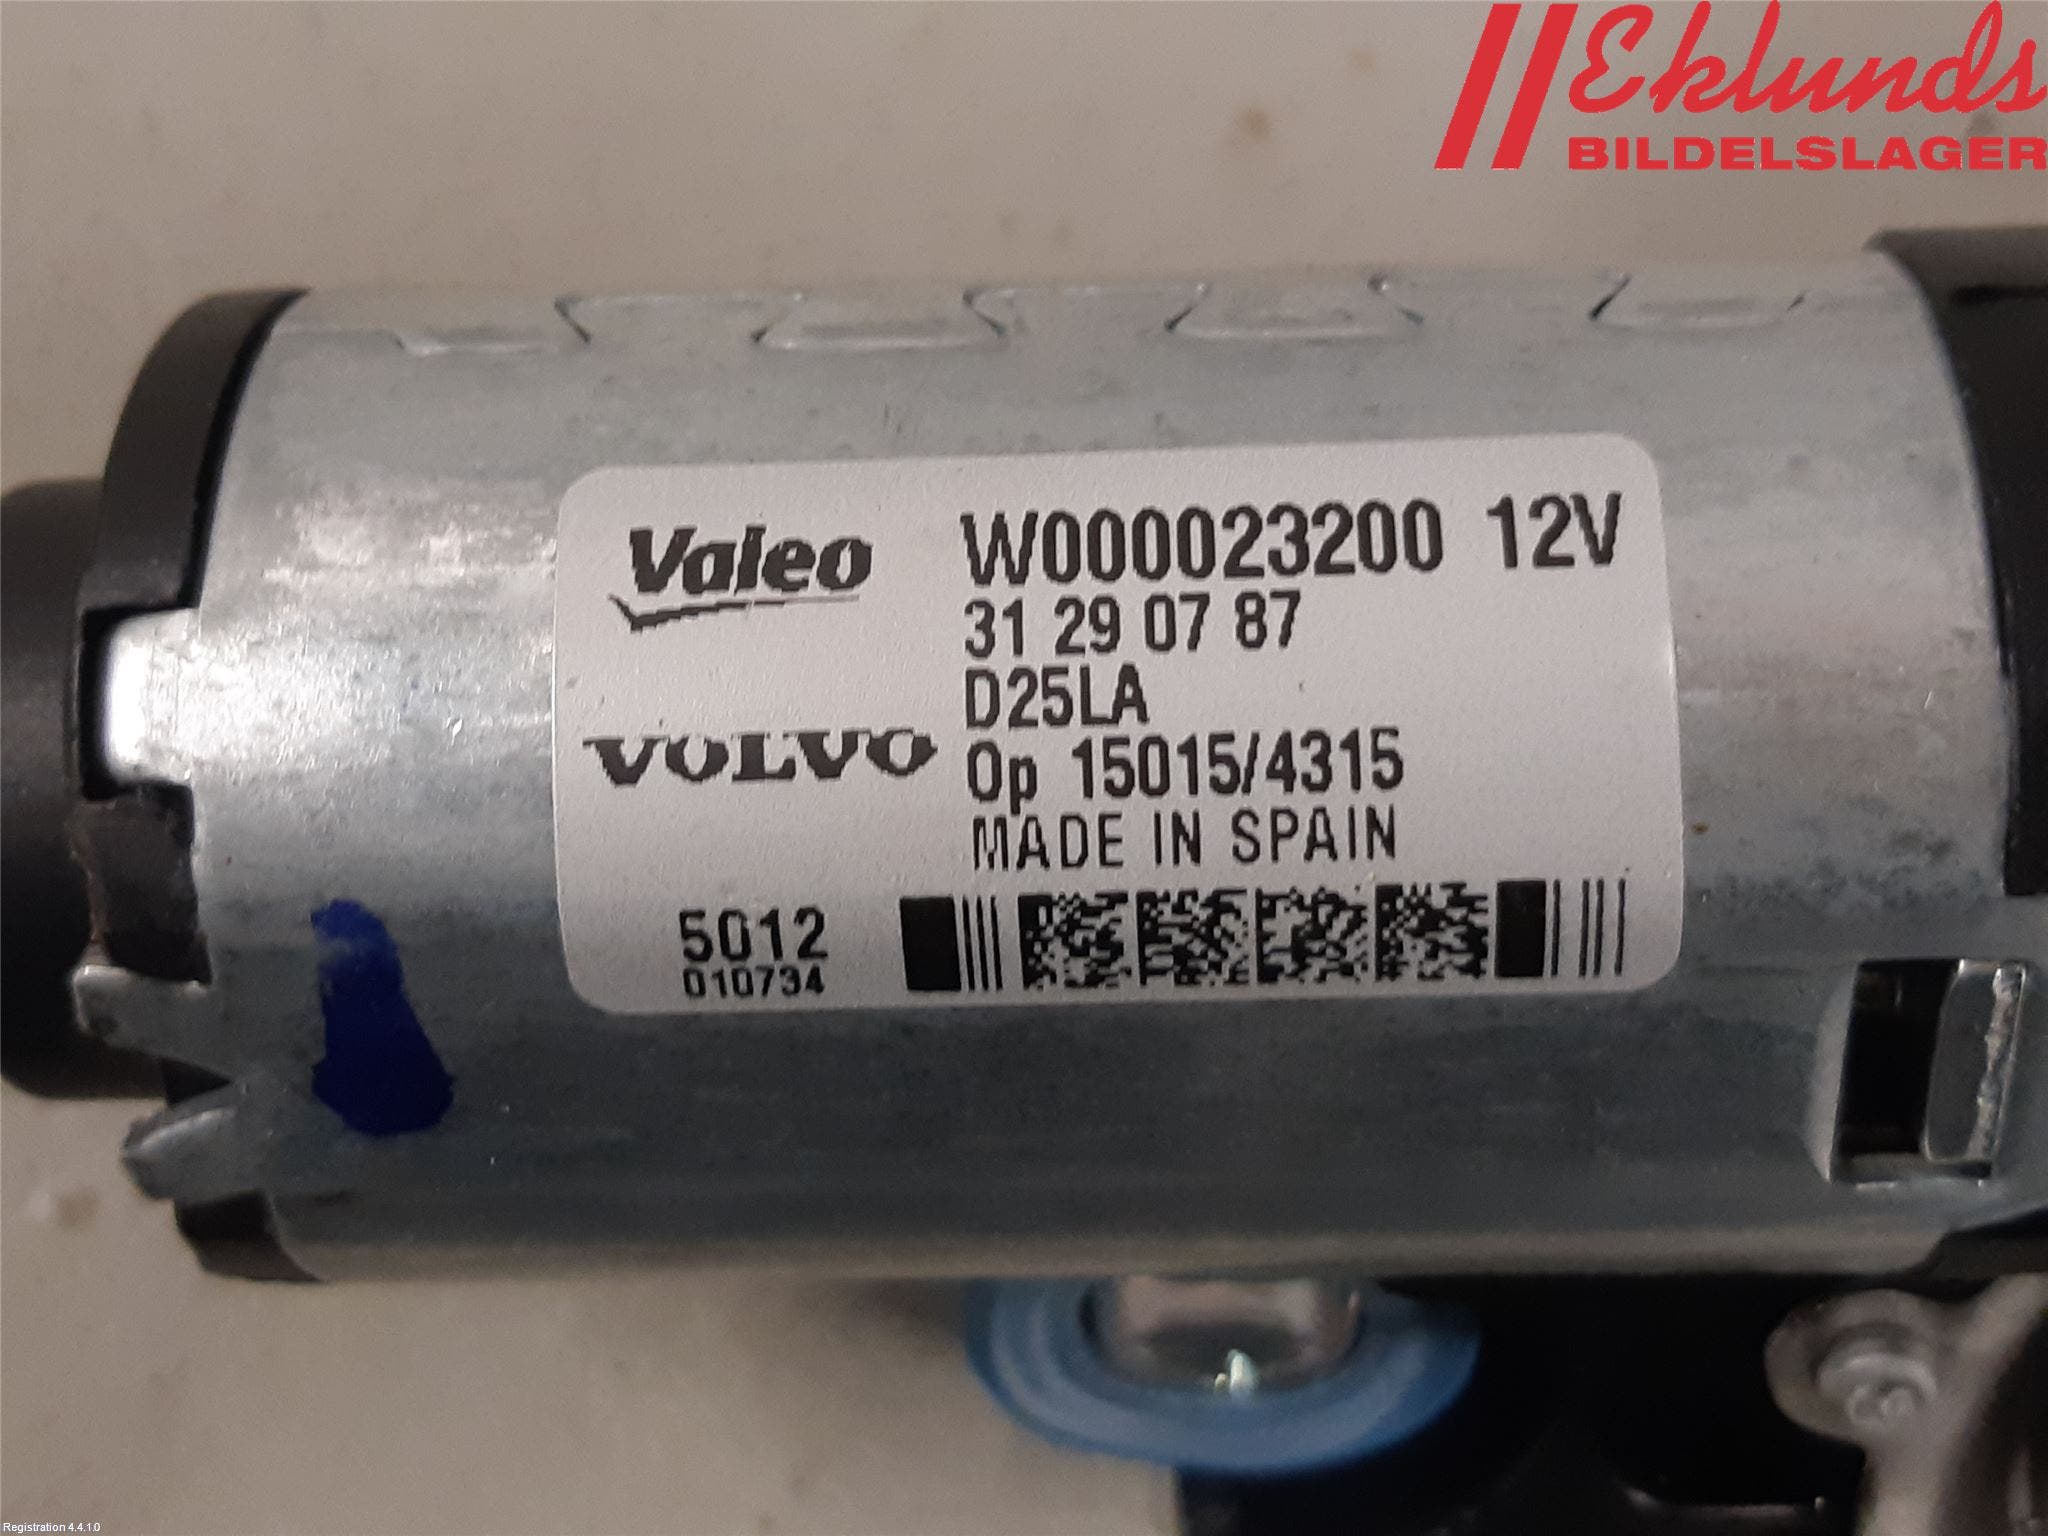 Eklunds
BILDELSLAGER
Valeo
W000023200 12V
31 29 07 87
D25LA
VOLVO
Op 15015/4315
MADE IN SPAIN
5012
010734
Registration 4.4.1.0